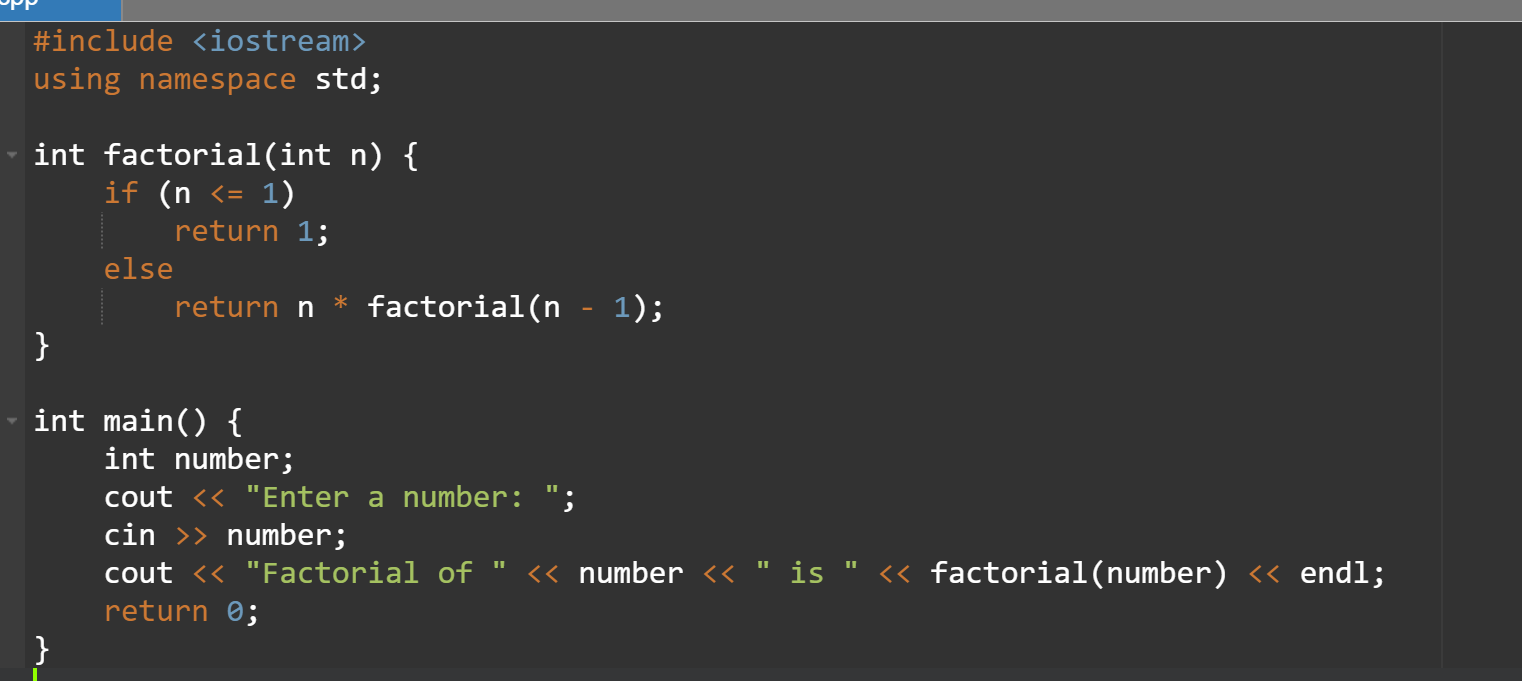 #include <iostream>
using namespace std;
int factorial(int n) {
    if (n <= 1)
        return 1;
    else
        return n * factorial(n - 1);
}
int main() {
    int number;
    cout << "Enter a number: ";
    cin >> number;
    cout << "Factorial of " << number << " is " << factorial(number) << endl;
    return 0;
}